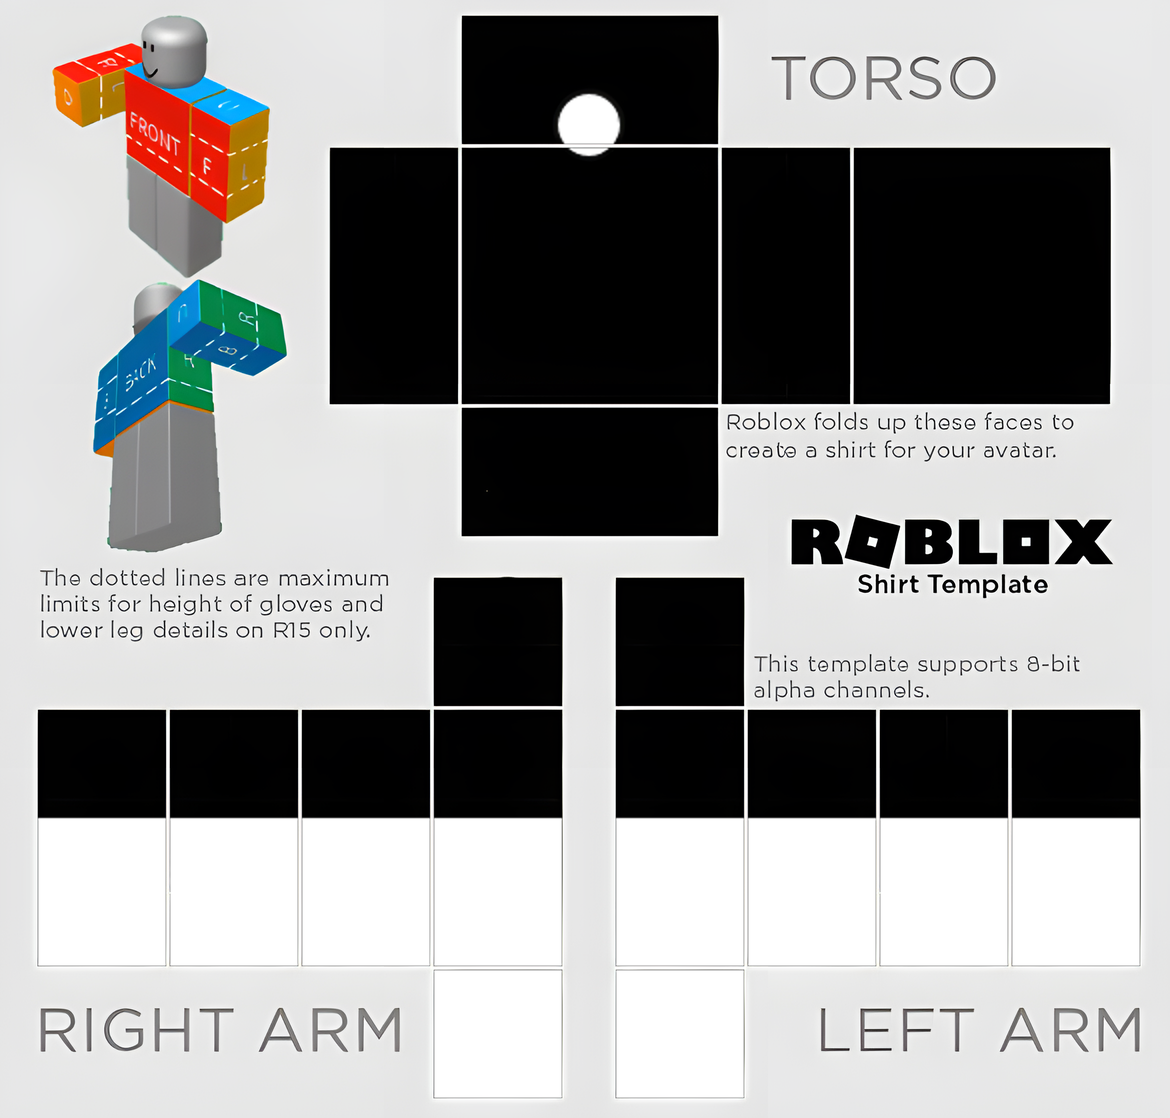 TORSO
FRONT
F
L
R
L
D
U
BACK
R
B
R
Roblox folds up these faces to
create a shirt for your avatar.
ROBLOX
Shirt Template
The dotted lines are maximum
limits for height of gloves and
lower leg details on R15 only.
This template supports 8-bit
alpha channels.
RIGHT ARM
LEFT ARM